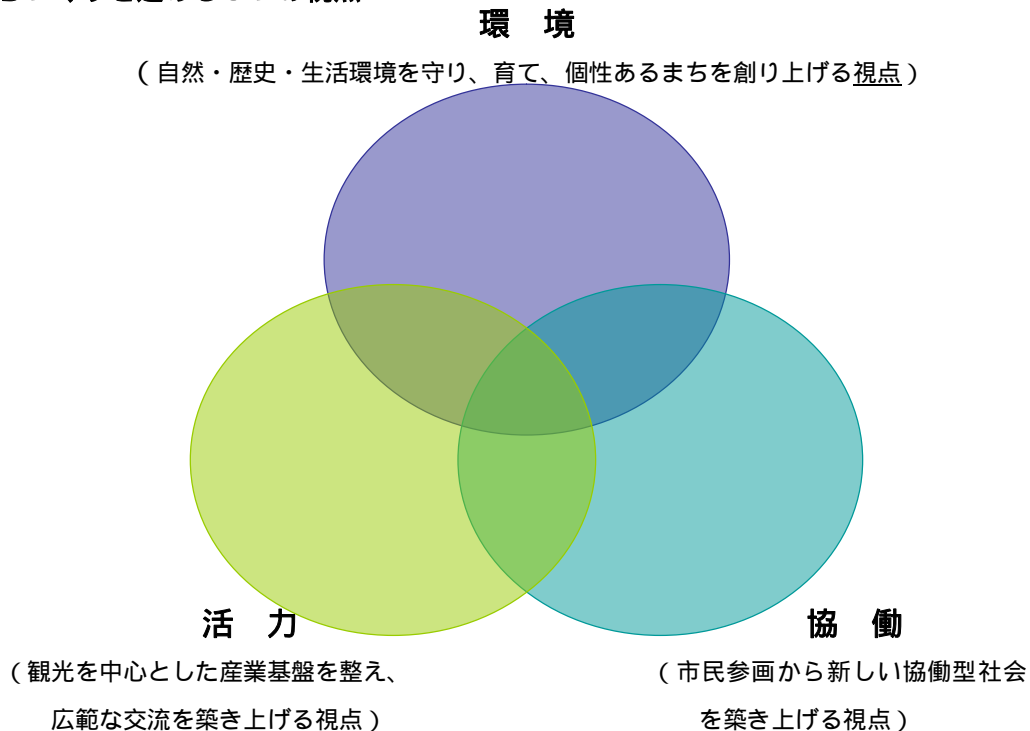 環 境
（自然・歴史・生活環境を守り、育て、個性あるまちを創り上げる視点）
活 力
（観光を中心とした産業基盤を整え、
広範な交流を築き上げる視点）
協 働
（市民参画から新しい協働型社会
を築き上げる視点）